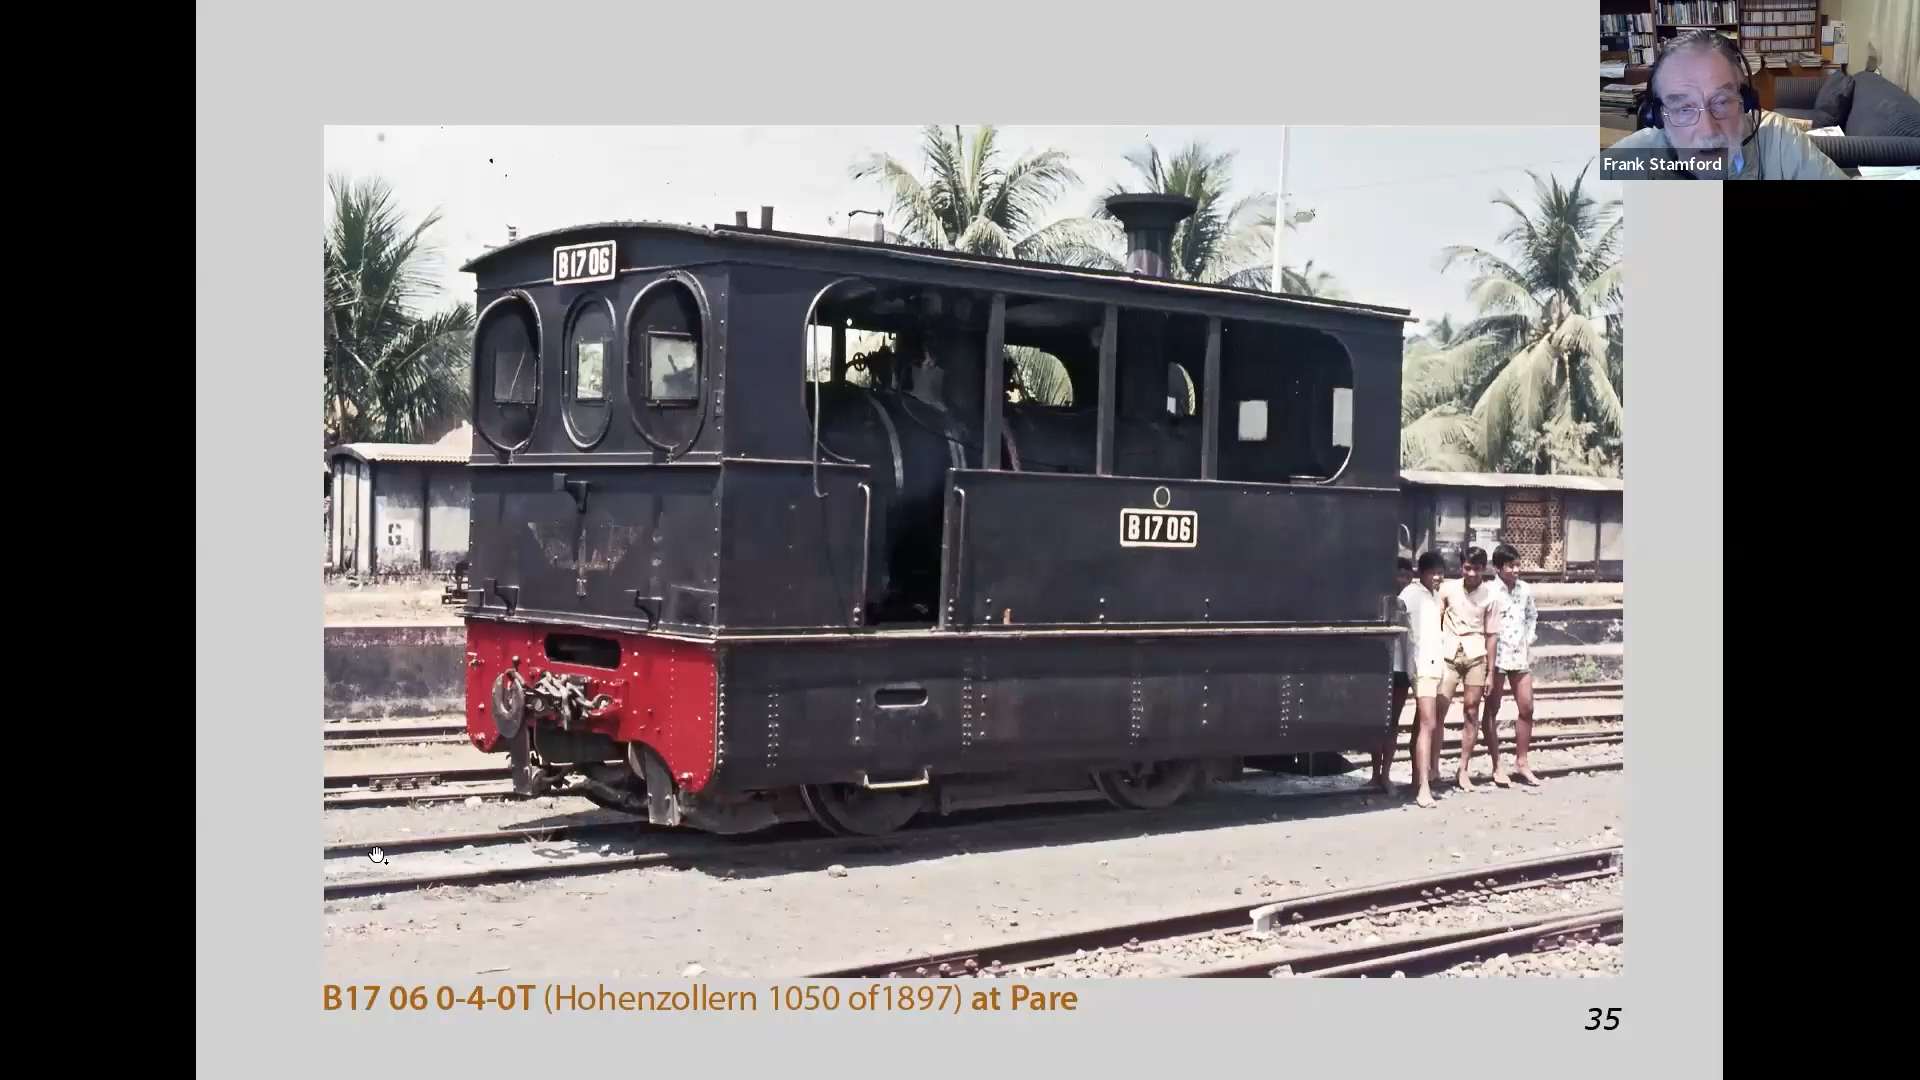 Frank Stamford
B17 06
B17 06
G
B17 06 0-4-0T (Hohenzollern 1050 of1897) at Pare
35